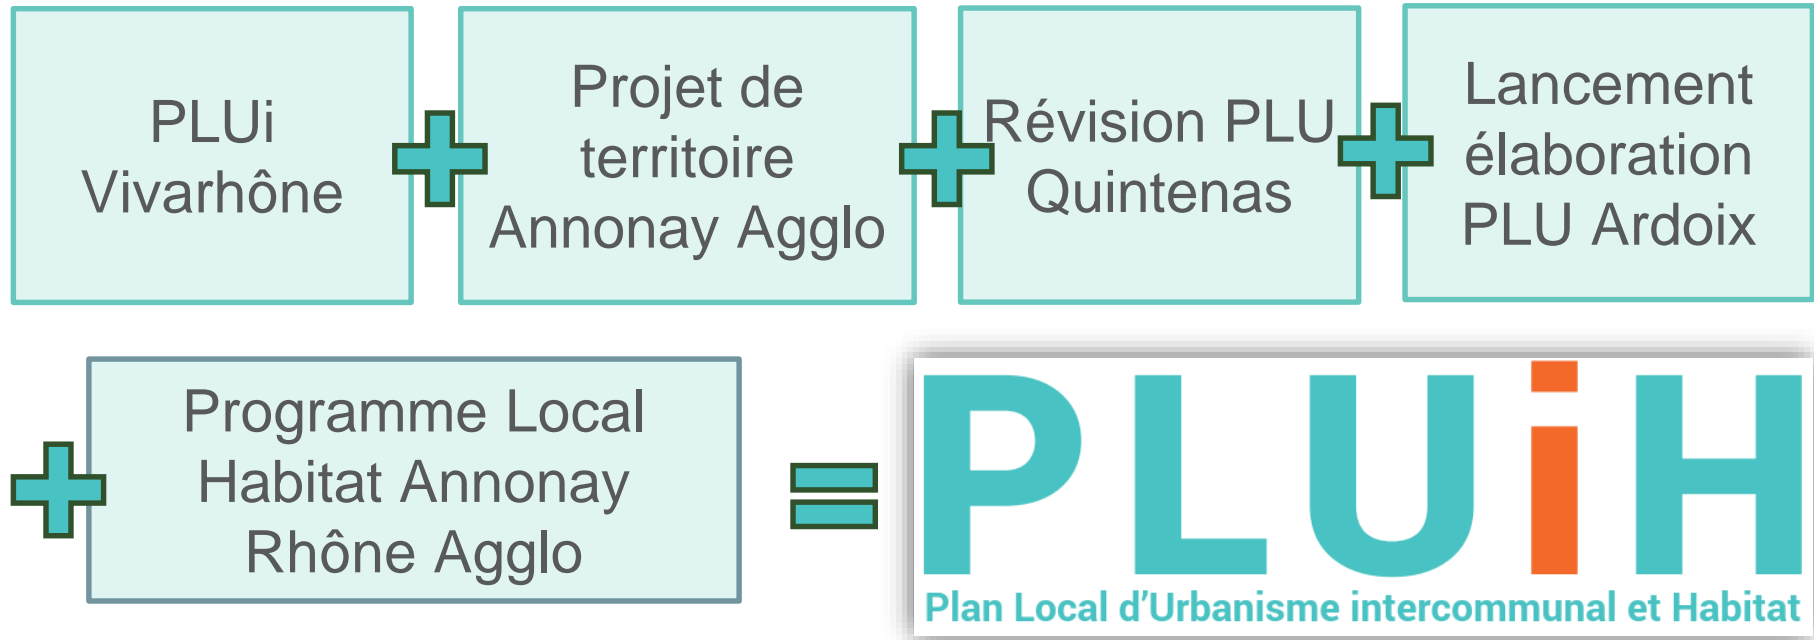 PLUi
Vivarhône
Projet de
territoire
Annonay Agglo
Révision PLU
Quintenas
Lancement
élaboration
PLU Ardoix
Programme Local
Habitat Annonay
Rhône Agglo
PLUiH
Plan Local d'Urbanisme intercommunal et Habitat